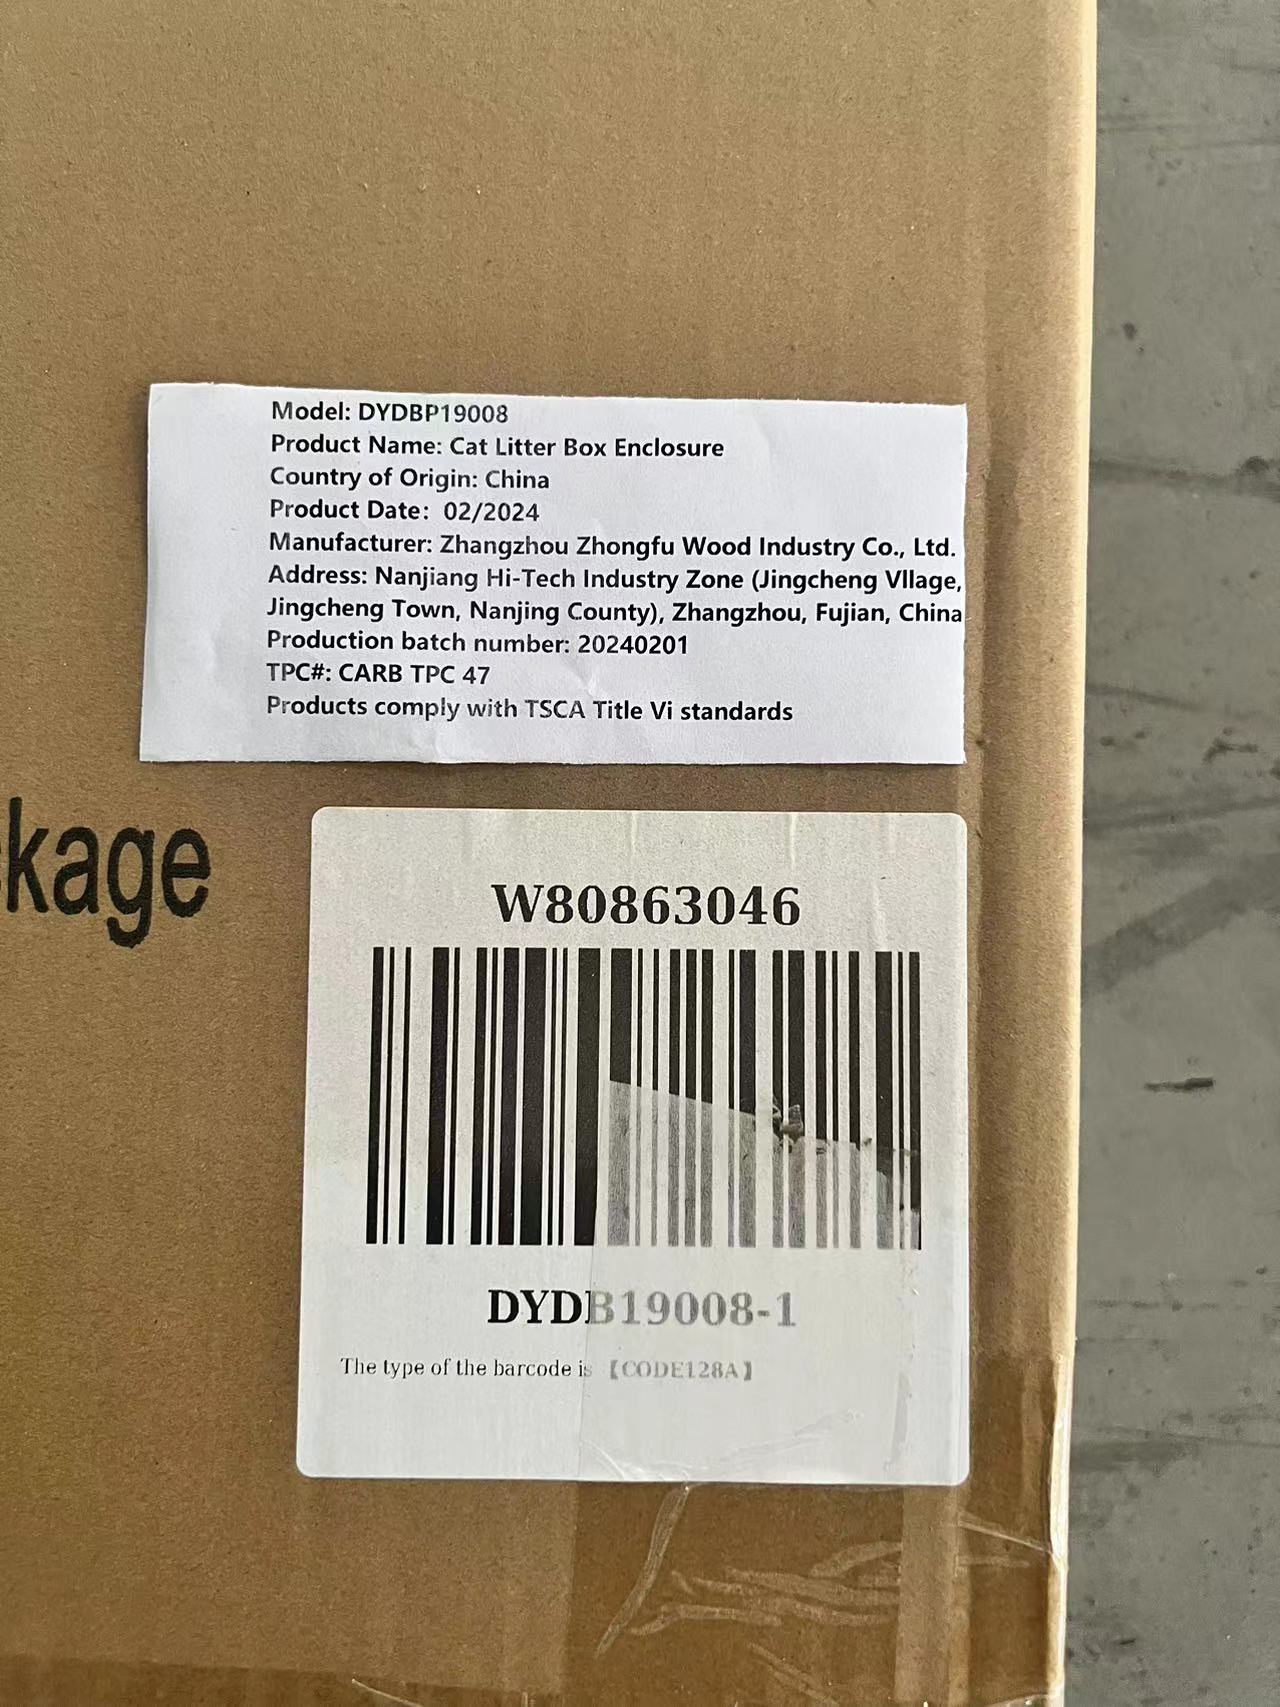 Model: DYDBP19008
Product Name: Cat Litter Box Enclosure
Country of Origin: China
Product Date: 02/2024
Manufacturer: Zhangzhou Zhongfu Wood Industry Co., Ltd.
Address: Nanjiang Hi-Tech Industry Zone (Jingcheng Vllage,
Jingcheng Town, Nanjing County), Zhangzhou, Fujian, China
Production batch number: 20240201
TPC#: CARB TPC 47
Products comply with TSCA Title Vi standards
kage
W80863046
DYDB19008-1
The type of the barcode is 【CODE128A】